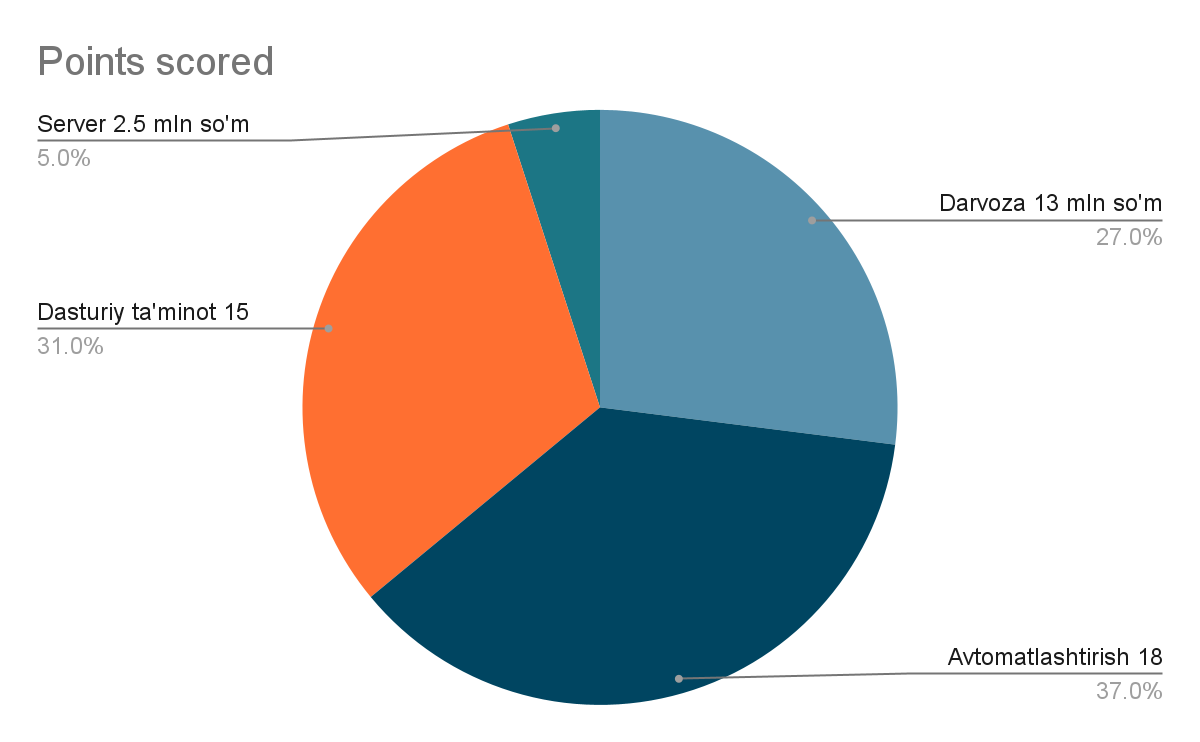 Points scored
Server 2.5 mln so'm
5.0%
Darvoza 13 mln so'm
27.0%
Dasturiy ta'minot 15
31.0%
Avtomatlashtirish 18
37.0%